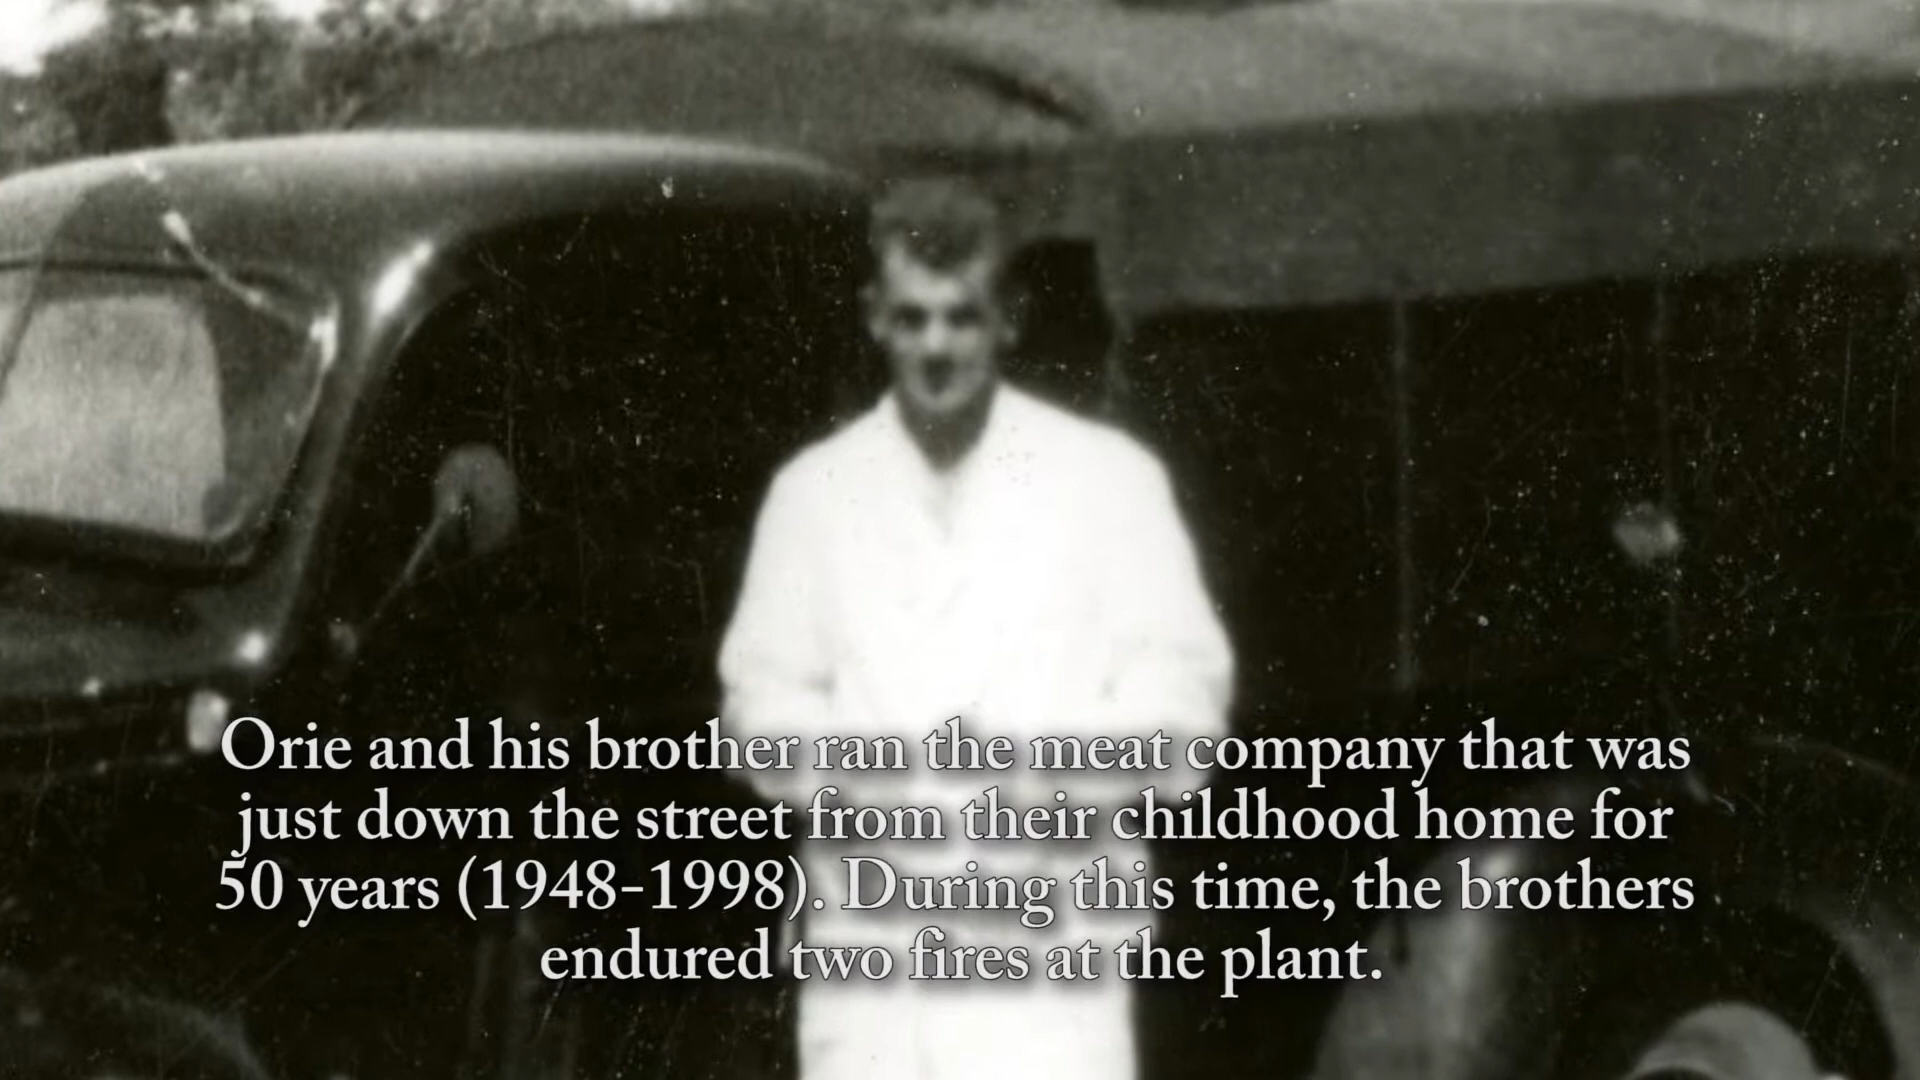 Orie and his brother ran the meat company that was
just down the street from their childhood home for
50 years (1948-1998). During this time, the brothers
endured two fires at the plant.